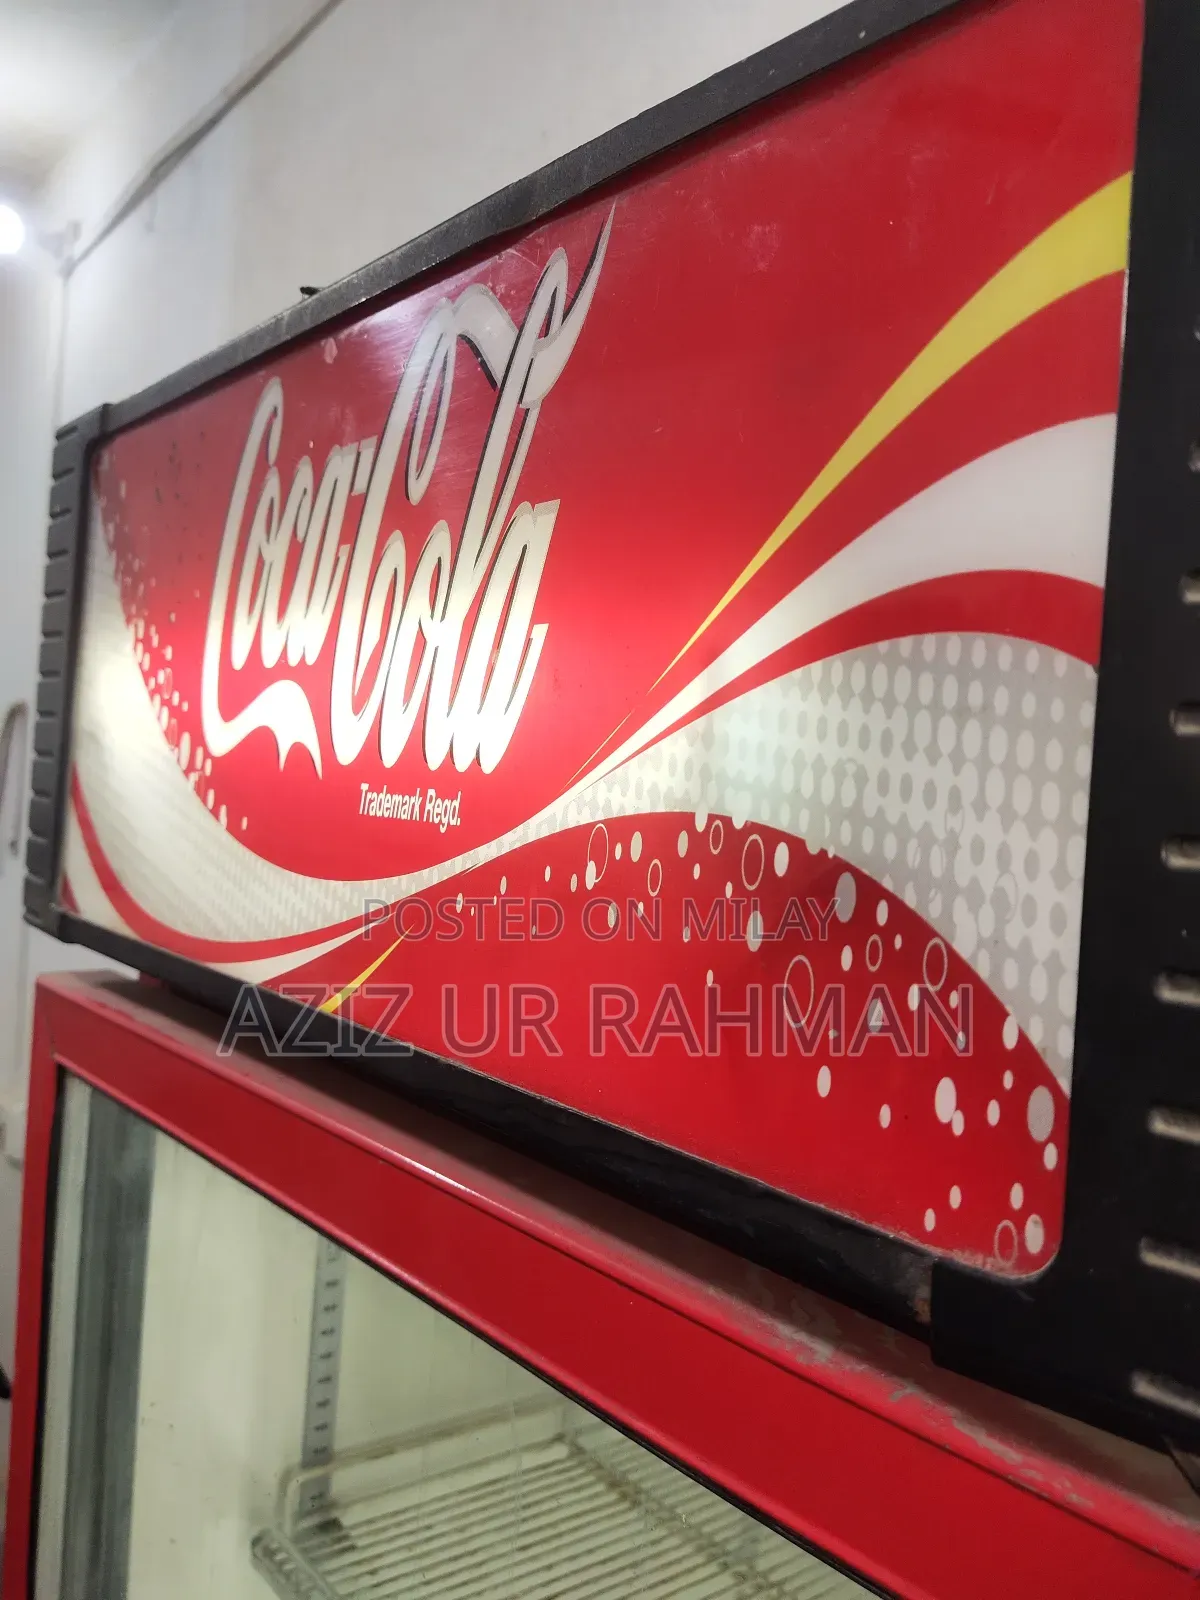 Coca-Cola
Trademark Regd.
POSTED ON MILAY
AZIZ UR RAHMAN